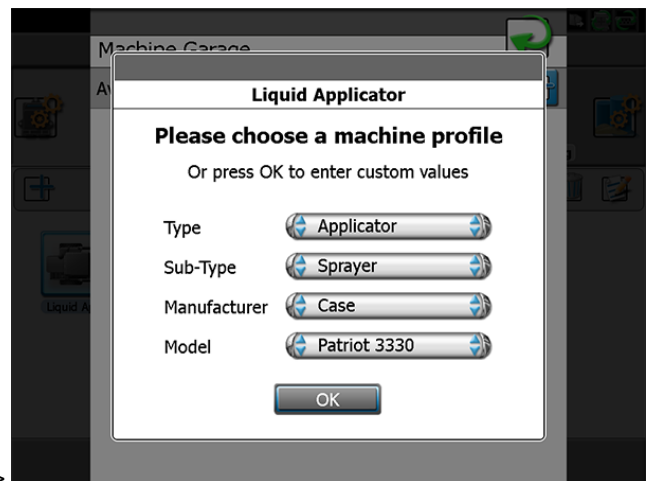 Machine Garage
Liquid Applicator
Please choose a machine profile
Or press OK to enter custom values
Type Applicator
Sub-Type Sprayer
Manufacturer Case
Model Patriot 3330
OK